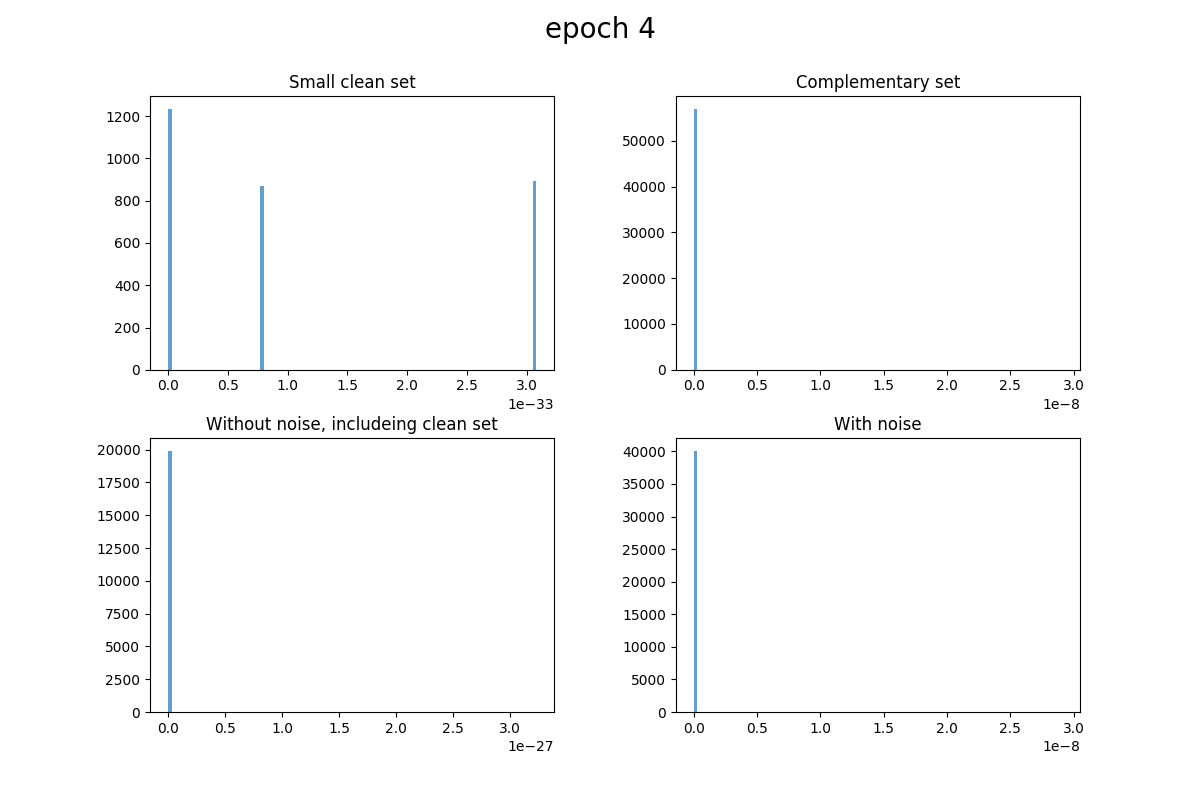 epoch 4
Small clean set
1200
1000
800
600
400
200
0
0.0 0.5 1.0 1.5 2.0 2.5 3.0
1e−33
Complementary set
50000
40000
30000
20000
10000
0
0.0 0.5 1.0 1.5 2.0 2.5 3.0
1e−8
Without noise, includeing clean set
20000
17500
15000
12500
10000
7500
5000
2500
0
0.0 0.5 1.0 1.5 2.0 2.5 3.0
1e−27
With noise
40000
35000
30000
25000
20000
15000
10000
5000
0
0.0 0.5 1.0 1.5 2.0 2.5 3.0
1e−8